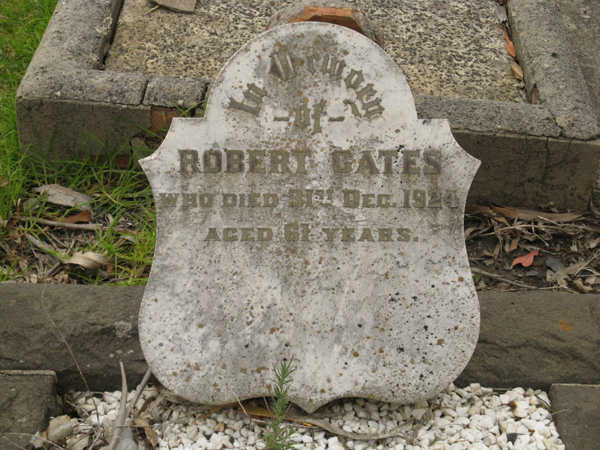 In Memory
- of -
ROBERT GATES
WHO DIED 31ST DEC. 1924
AGED 61 YEARS.